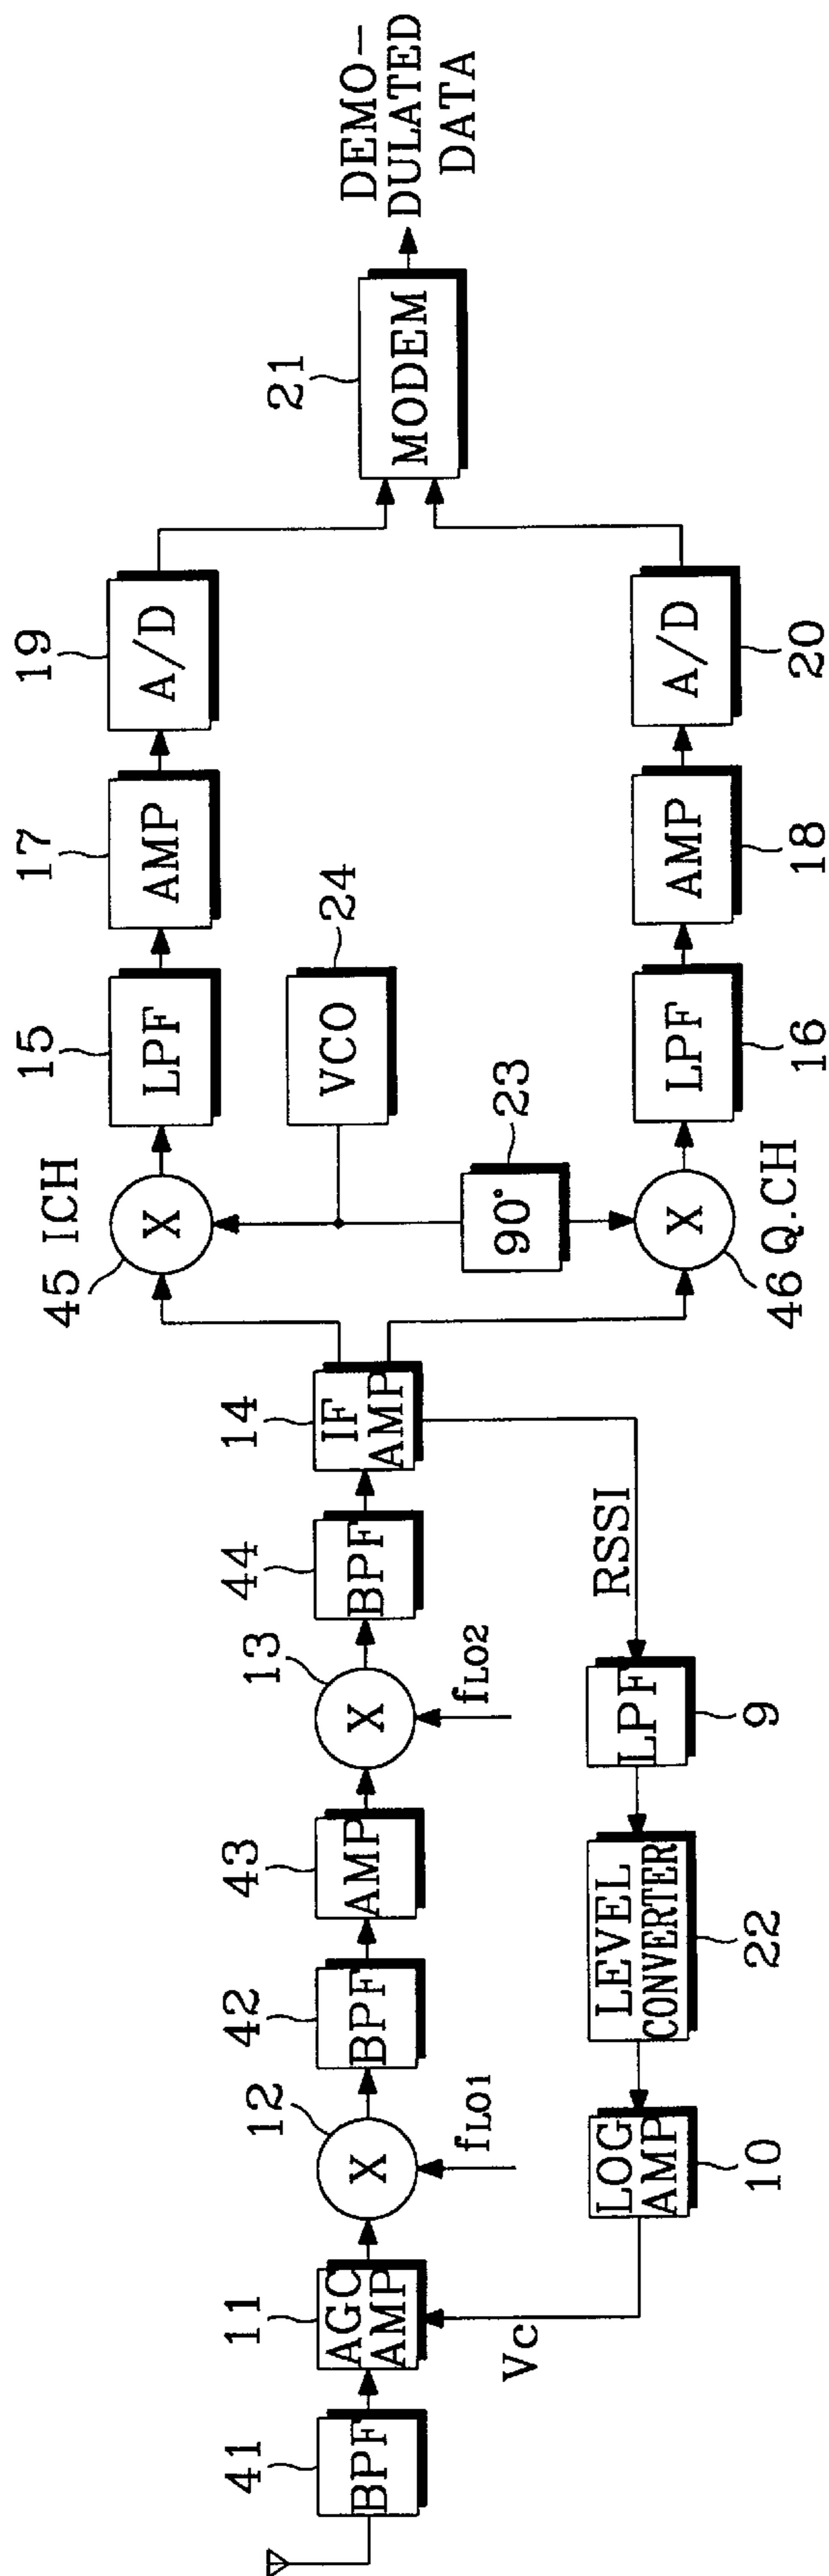 41
BPF
11
AGC
AMP
Vc
12
X
fLO1
42
BPF
43
AMP
13
X
fLO2
44
BPF
14
IF
AMP
RSSI
LPF
9
LEVEL
CONVERTER
22
LOG
AMP
10
45 ICH
X
15
LPF
17
AMP
19
A/D
VCO
24
90°
23
X
46 Q.CH
LPF
16
AMP
18
A/D
20
21
MODEM
DEMO-
DULATED
DATA